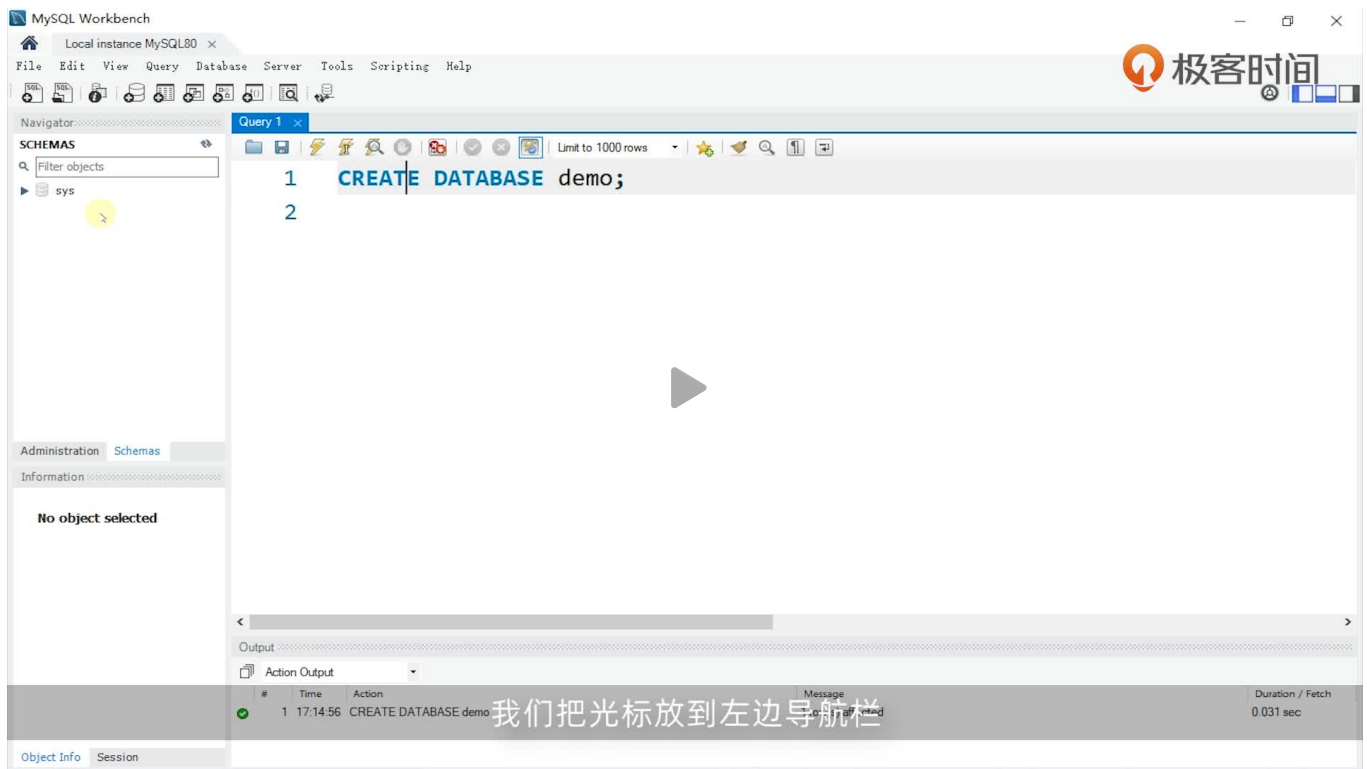 MySQL Workbench
Local instance MySQL80
File Edit View Query Database Server Tools Scripting Help
极客时间
Navigator
Query 1
SCHEMAS
Limit to 1000 rows
Filter objects
1 CREATE DATABASE demo;
sys
2
Administration Schemas
Information
No object selected
Output
Action Output
# Time Action Message Duration / Fetch
1 17:14:56 CREATE DATABASE demo affected 0.031 sec
我们把光标放到左边导航栏
Object Info Session